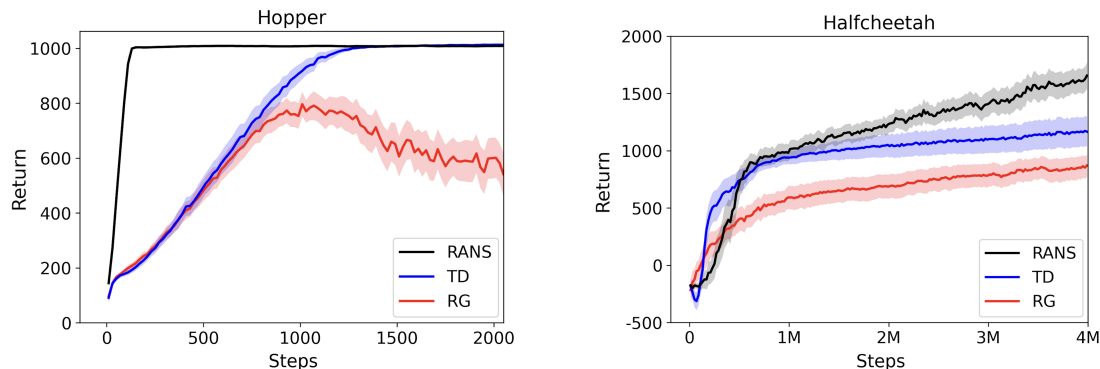 Hopper
Return
1000
800
600
400
200
0
0 500 1000 1500 2000
Steps
RANS
TD
RG
Halfcheetah
Return
2000
1500
1000
500
0
-500
0 1M 2M 3M 4M
Steps
RANS
TD
RG